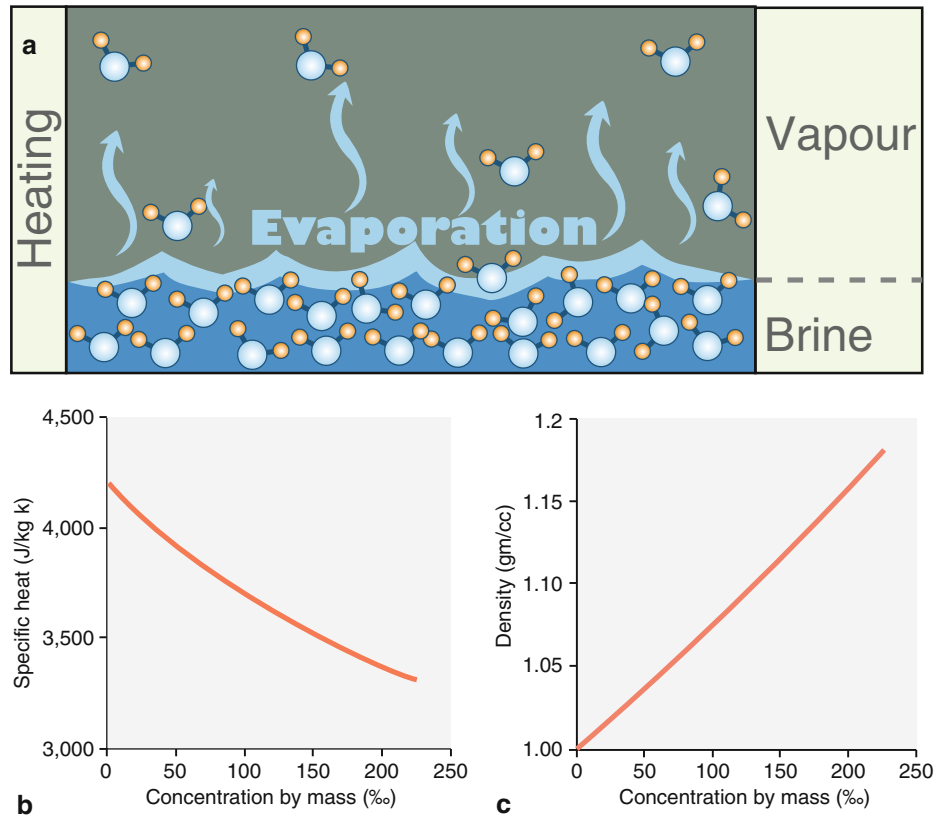 a
Heating
Evaporation
Vapour
Brine
4,500
4,000
3,500
3,000
Specific heat (J/kg k)
0
50
100
150
200
250
Concentration by mass (‰)
b
1.2
1.15
1.10
1.05
1.00
Density (gm/cc)
0
50
100
150
200
250
Concentration by mass (‰)
c